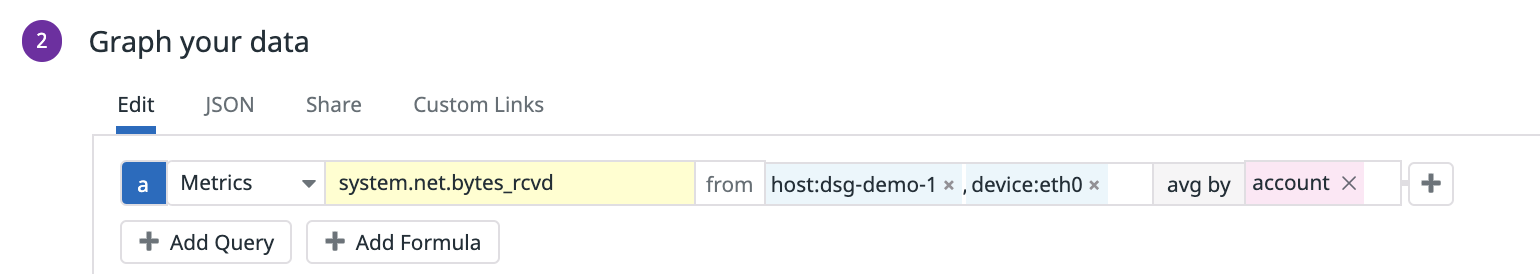 2 Graph your data
Edit JSON Share Custom Links
a Metrics system.net.bytes_rcvd from host:dsg-demo-1 × , device:eth0 × avg by account × +
+ Add Query + Add Formula